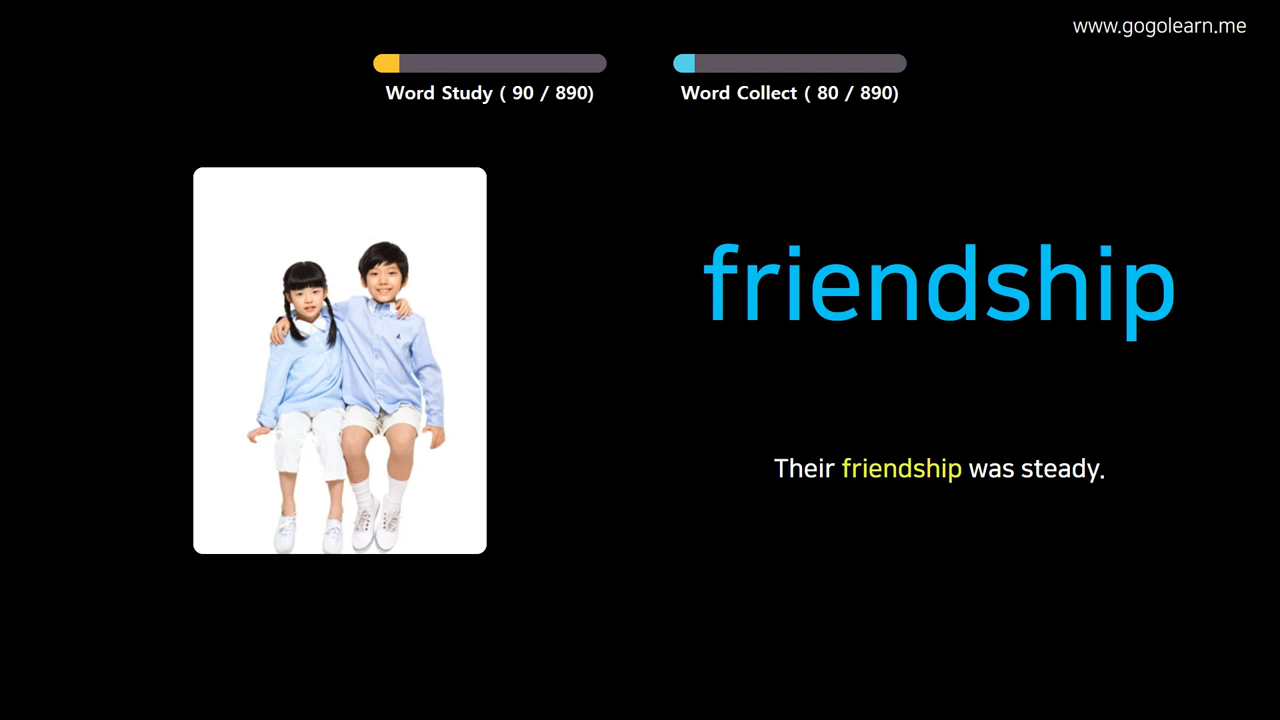 www.gogolearn.me
Word Study ( 90 / 890)
Word Collect ( 80 / 890)
friendship
Their friendship was steady.